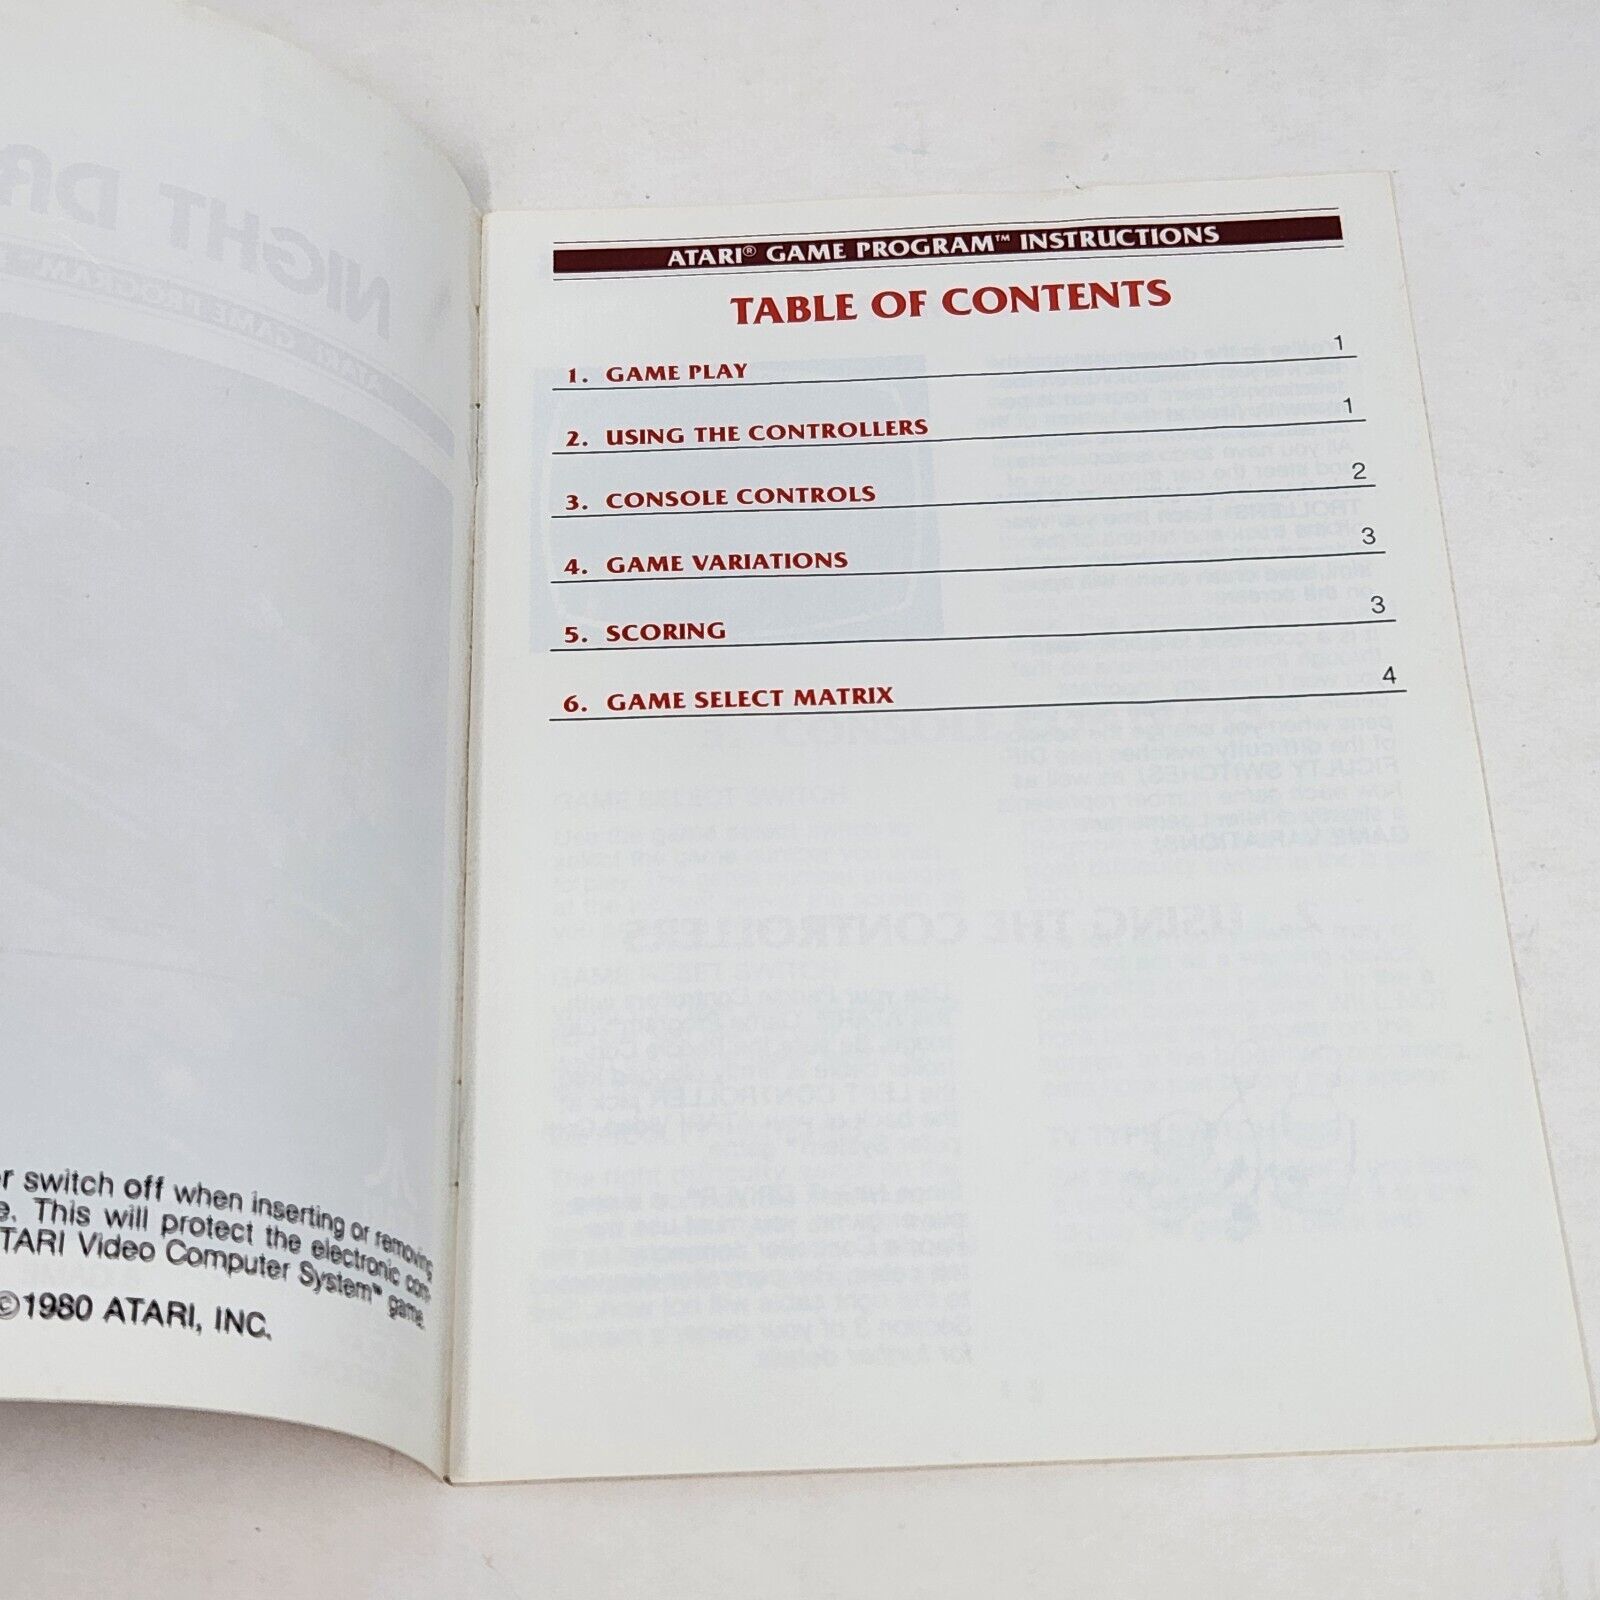 r switch off when inserting or removing
e. This will protect the electronic com-
TARI Video Computer System™ game.
©1980 ATARI, INC.
ATARI® GAME PROGRAM™ INSTRUCTIONS
TABLE OF CONTENTS
1. GAME PLAY 1
2. USING THE CONTROLLERS 1
3. CONSOLE CONTROLS 2
4. GAME VARIATIONS 3
5. SCORING 3
6. GAME SELECT MATRIX 4